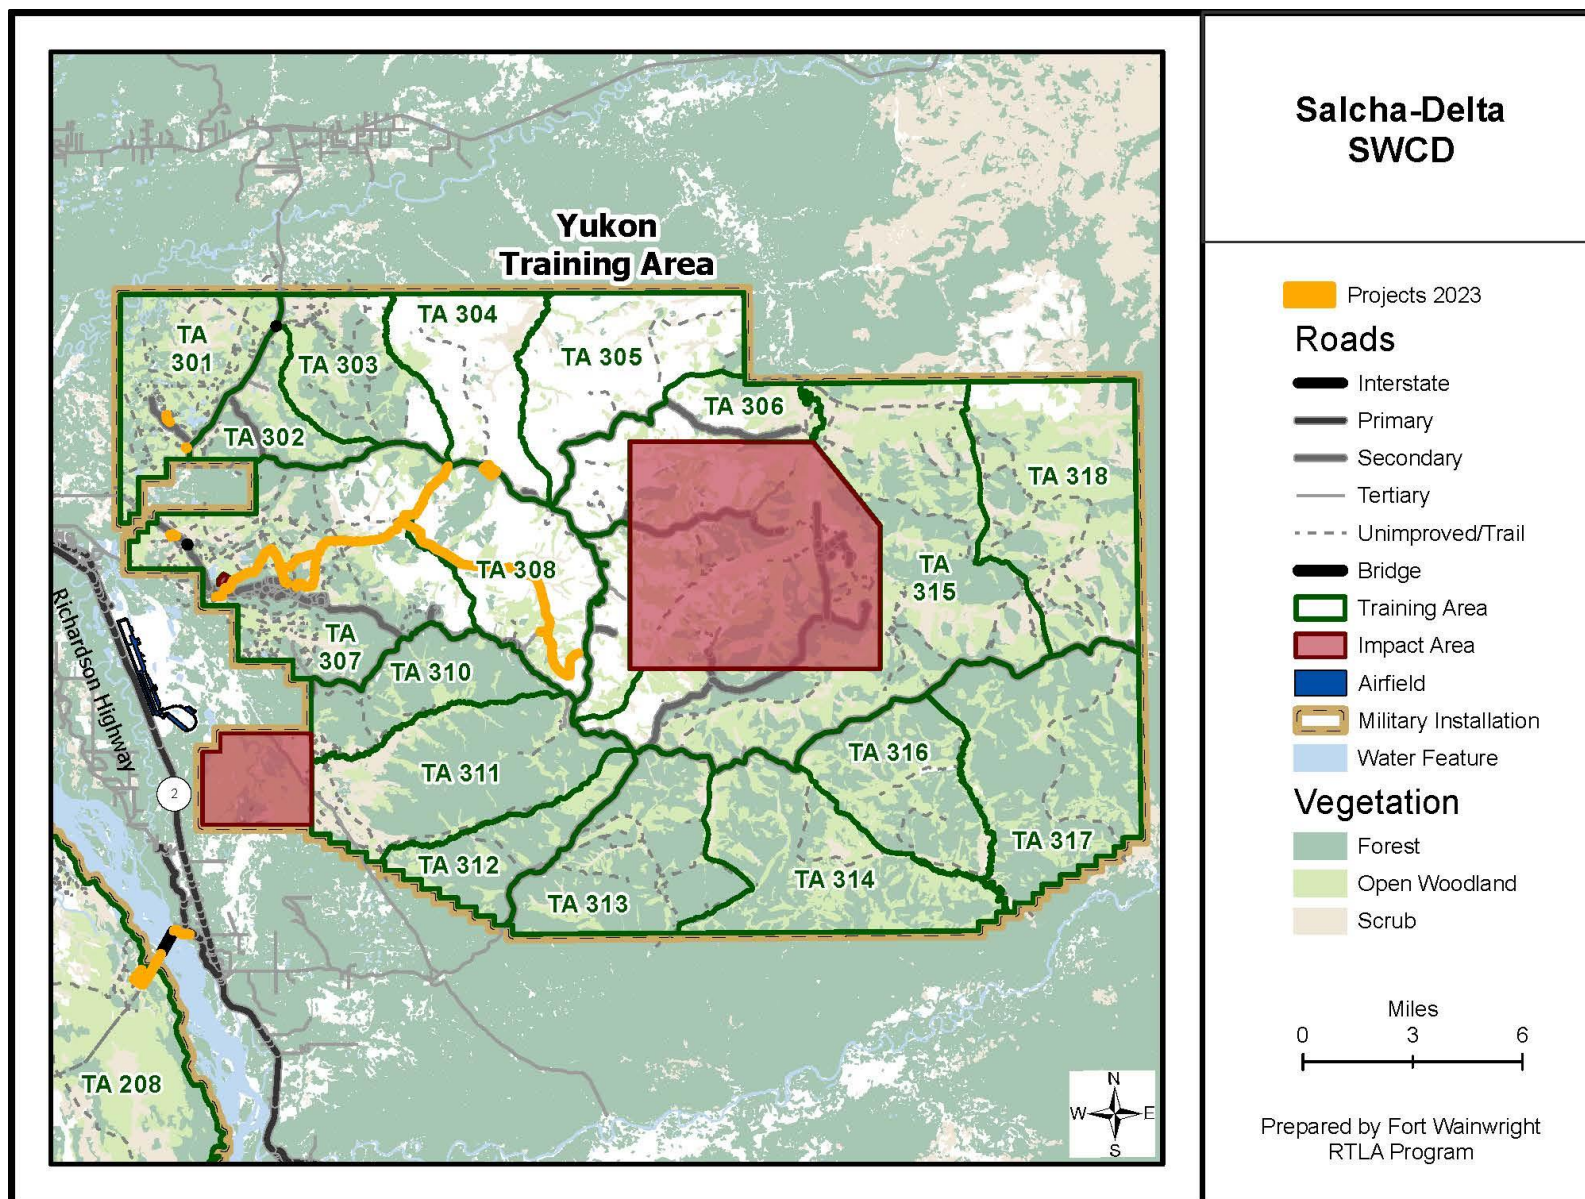 Yukon
Training Area
TA
301
TA 303
TA 304
TA 305
TA 306
TA 302
TA 318
TA 308
TA
315
TA
307
TA 310
TA 311
TA 316
TA 312
TA 313
TA 314
TA 317
Richardson Highway
2
TA 208
N
W
E
S
Salcha-Delta
SWCD
Projects 2023
Roads
Interstate
Primary
Secondary
Tertiary
Unimproved/Trail
Bridge
Training Area
Impact Area
Airfield
Military Installation
Water Feature
Vegetation
Forest
Open Woodland
Scrub
Miles
0 3 6
Prepared by Fort Wainwright
RTLA Program